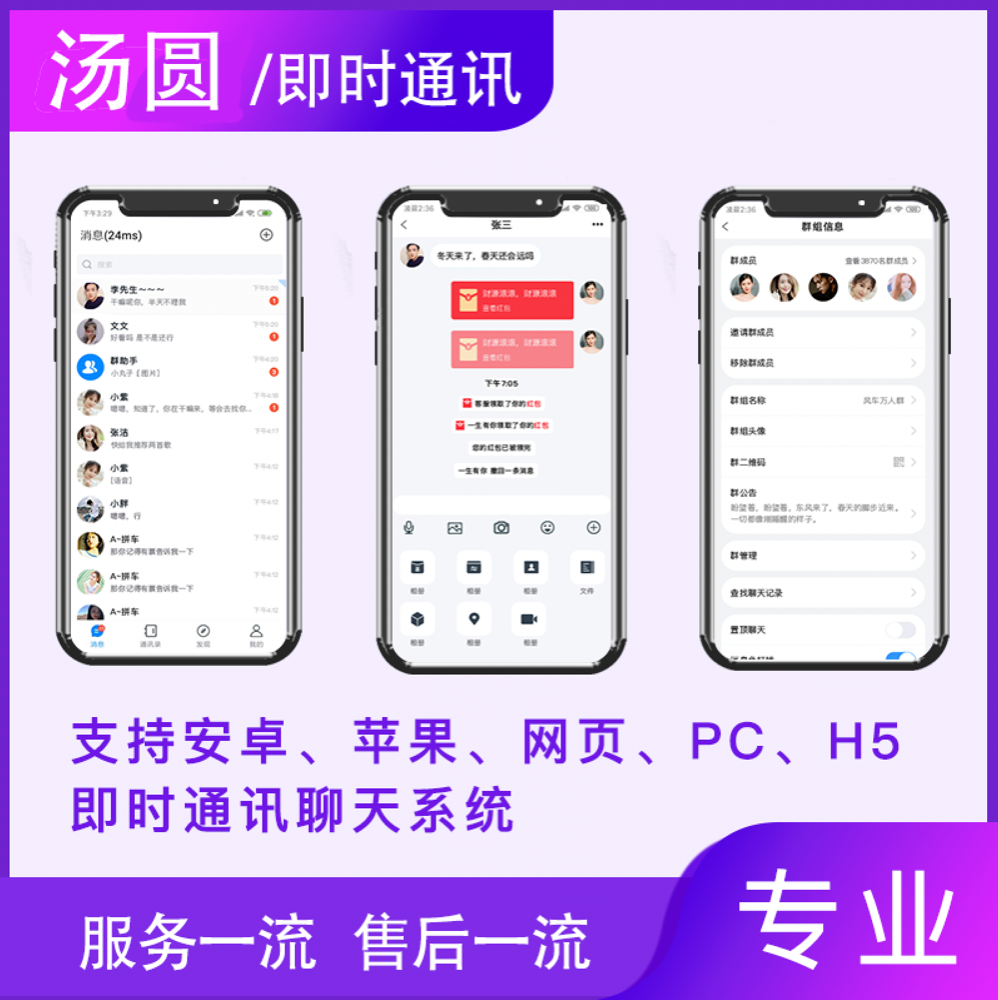 汤圆 /即时通讯
下午3:29
消息(24ms)
搜索
李先生~~~ 下午5:20
干嘛呢你,半天不理我 1
文文 下午5:20
好看吗 是不是还行 1
群助手 下午4:20
小丸子 [图片] 3
小紫 下午4:18
嗯嗯,知道了,你在干嘛来,等会去找你... 1
张洁 下午4:17
快给我推荐两首歌
小紫 下午4:12
[语音]
小胖 下午4:12
嗯嗯,行
A~拼车 下午4:12
那你记得有票告诉我一下
A~拼车 下午4:12
那你记得有票告诉我一下
A~拼车 下午4:12
消息 通讯录 发现 我的
凌晨2:36
张三
冬天来了,春天还会远吗
财源滚滚,财源滚滚
查看红包
财源滚滚,财源滚滚
查看红包
下午7:05
客服领取了你的红包
一生有你领取了你的红包
您的红包已被领完
一生有你 撤回一条消息
相册 相册 相册 文件
相册 相册 相册
凌晨2:36
群组信息
群成员 查看3870名群成员
邀请群成员
移除群成员
群组名称 风车万人群
群组头像
群二维码
群公告
盼望着,盼望着,东风来了,春天的脚步近来。
一切都像刚睡醒的样子。
群管理
查找聊天记录
置顶聊天
支持安卓、苹果、网页、PC、H5
即时通讯聊天系统
服务一流 售后一流
专业